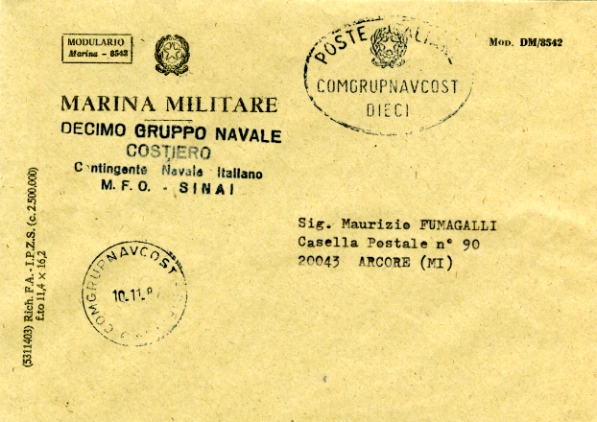 MODULARIO
Marina - 8542
MOD. DM/8542
POSTE
COMGRUPNAVCOST
DIECI
MARINA MILITARE
DECIMO GRUPPO NAVALE
COSTIERO
Contingente Navale Italiano
M. F. O. - SINAI
Sig. Maurizio FUMAGALLI
Casella Postale n° 90
20043 ARCORE (MI)
COMGRUPNAVCOST
10.11.8
(5311403) Rich. F.A. - I.P.Z.S. (c. 2.500.000)
f.to 11,4 × 16,2